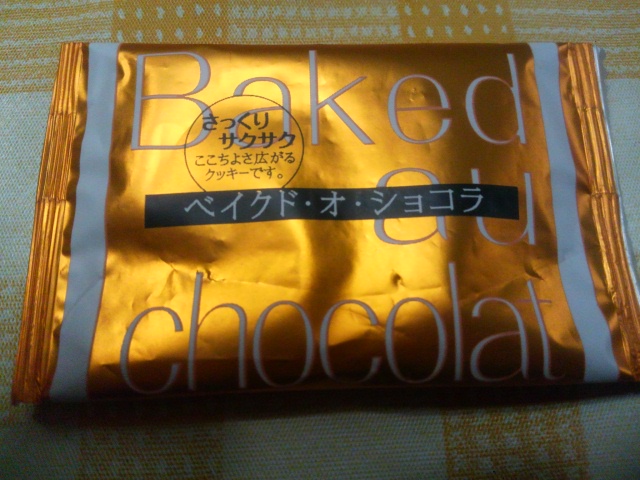 Baked
さっくり
サクサク
ここちよさ広がる
クッキーです。
ベイクド・オ・ショコラ
au
chocolat